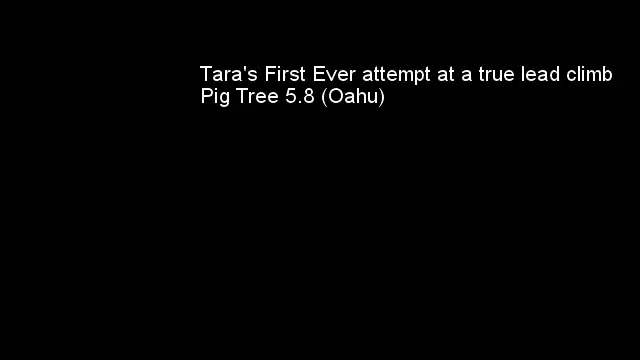 Tara's First Ever attempt at a true lead climb
Pig Tree 5.8 (Oahu)